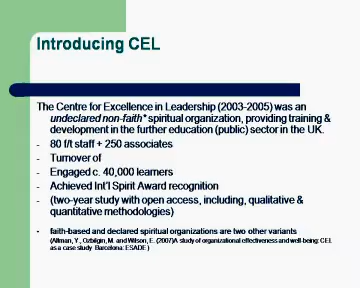 Introducing CEL
The Centre for Excellence in Leadership (2003-2005) was an
undeclared non-faith* spiritual organization, providing training &
development in the further education (public) sector in the UK.
- 80 f/t staff + 250 associates
- Turnover of
- Engaged c. 40,000 learners
- Achieved Int'l Spirit Award recognition
- (two-year study with open access, including, qualitative &
quantitative methodologies)
- faith-based and declared spiritual organizations are two other variants
(Altman, Y., Ozbilgin, M. and Wilson, E. (2007)A study of organizational effectiveness and well-being: CEL
as a case study. Barcelona: ESADE )